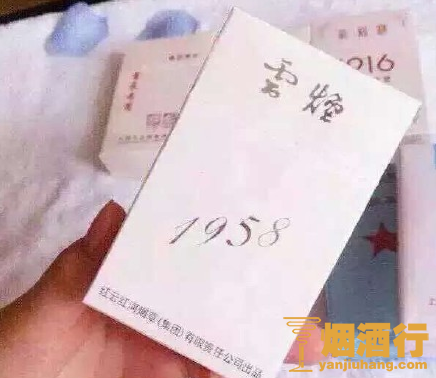 雲煙
1958
红云红河烟草(集团)有限责任公司出品
1916
烟酒行
yanjiuhang.com